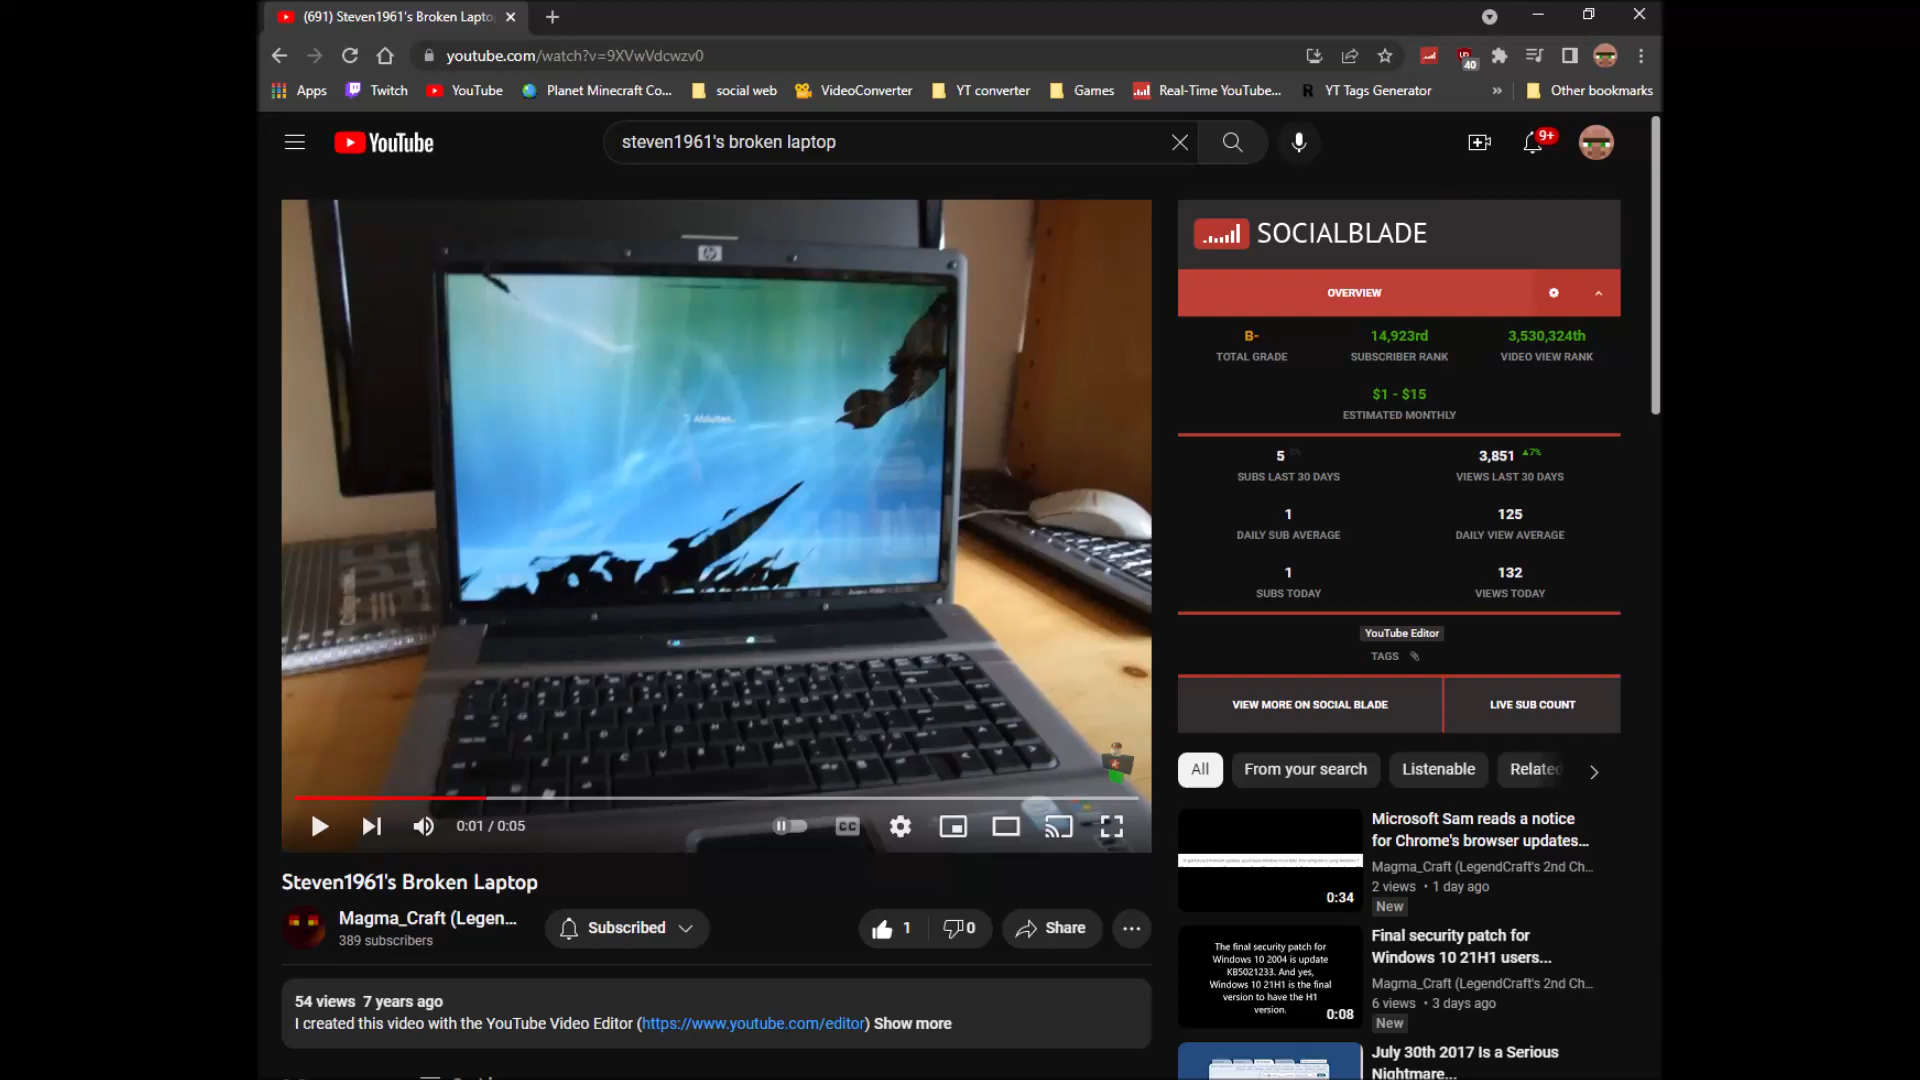 (691) Steven1961's Broken Lapto
youtube.com/watch?v=9XVwVdcwzv0
40
Apps Twitch YouTube Planet Minecraft Co... social web VideoConverter YT converter Games Real-Time YouTube... YT Tags Generator » Other bookmarks
YouTube
steven1961's broken laptop
9+
hp
SOCIALBLADE
OVERVIEW
B- 14,923rd 3,530,324th
TOTAL GRADE SUBSCRIBER RANK VIDEO VIEW RANK
$1 - $15
ESTIMATED MONTHLY
5 0% 3,851 ▲7%
SUBS LAST 30 DAYS VIEWS LAST 30 DAYS
1 125
DAILY SUB AVERAGE DAILY VIEW AVERAGE
1 132
SUBS TODAY VIEWS TODAY
YouTube Editor
TAGS
VIEW MORE ON SOCIAL BLADE LIVE SUB COUNT
0:01 / 0:05
CC
Steven1961's Broken Laptop
Magma_Craft (Legen...
389 subscribers
Subscribed
1 0 Share
54 views 7 years ago
I created this video with the YouTube Video Editor (https://www.youtube.com/editor) Show more
All From your search Listenable Related
Microsoft Sam reads a notice
for Chrome's browser updates...
Magma_Craft (LegendCraft's 2nd Ch...
2 views • 1 day ago
New
0:34
The final security patch for
Windows 10 2004 is update
KB5021233. And yes,
Windows 10 21H1 is the final
version to have the H1
version.
0:08
Final security patch for
Windows 10 21H1 users...
Magma_Craft (LegendCraft's 2nd Ch...
6 views • 3 days ago
New
July 30th 2017 Is a Serious
Nightmare...